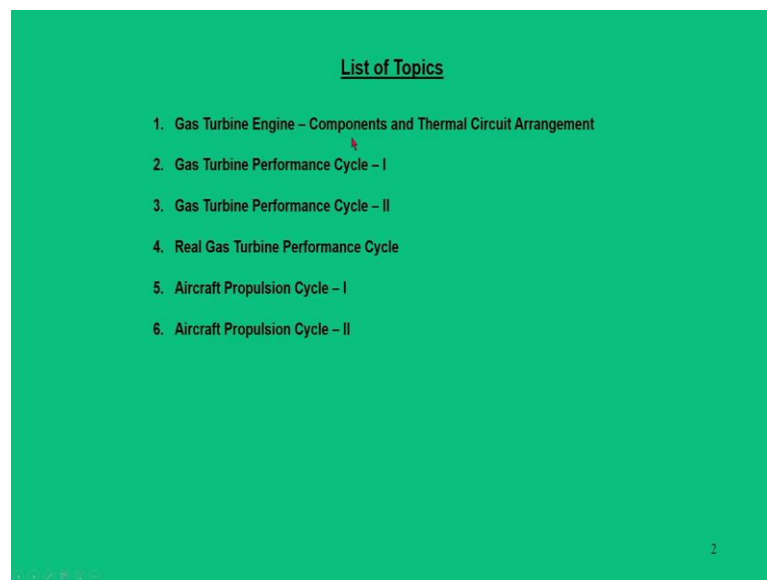 List of Topics
1. Gas Turbine Engine – Components and Thermal Circuit Arrangement
2. Gas Turbine Performance Cycle – I
3. Gas Turbine Performance Cycle – II
4. Real Gas Turbine Performance Cycle
5. Aircraft Propulsion Cycle – I
6. Aircraft Propulsion Cycle – II
2